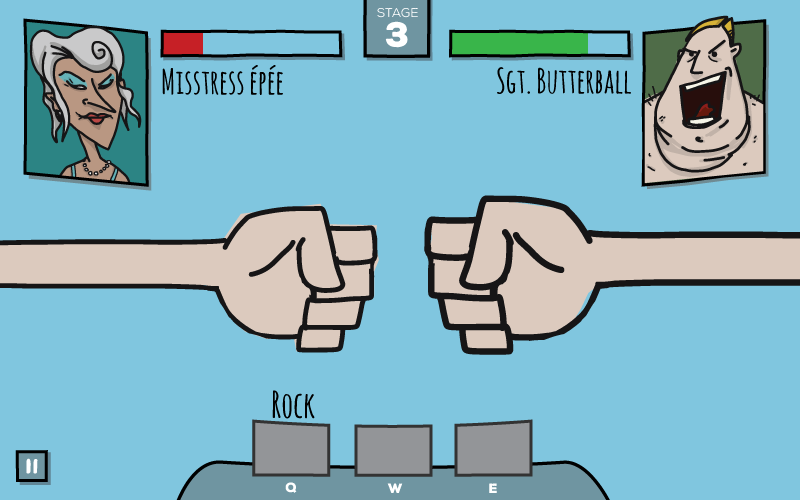 STAGE
3
Misstress épée
Sgt. Butterball
Rock
Q W E